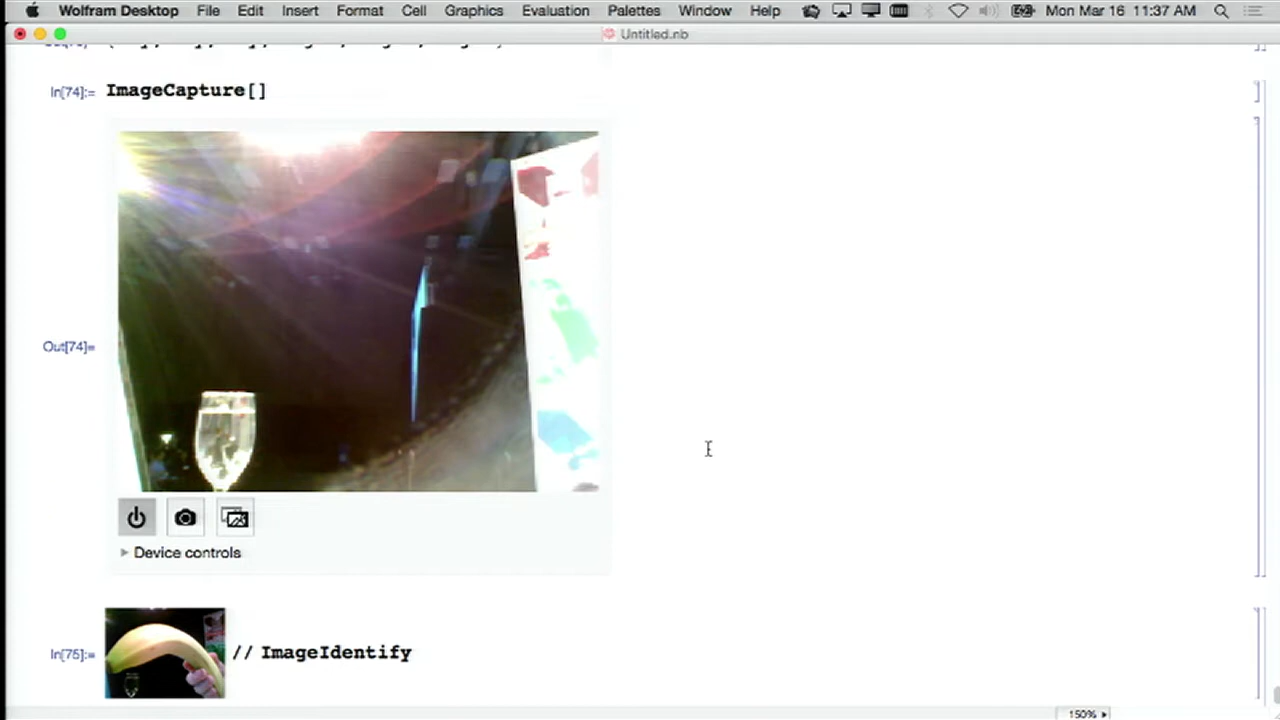 Wolfram Desktop File Edit Insert Format Cell Graphics Evaluation Palettes Window Help Mon Mar 16 11:37 AM
Untitled.nb
In[74]:= ImageCapture[]
Out[74]=
Device controls
In[75]:= // ImageIdentify
150%